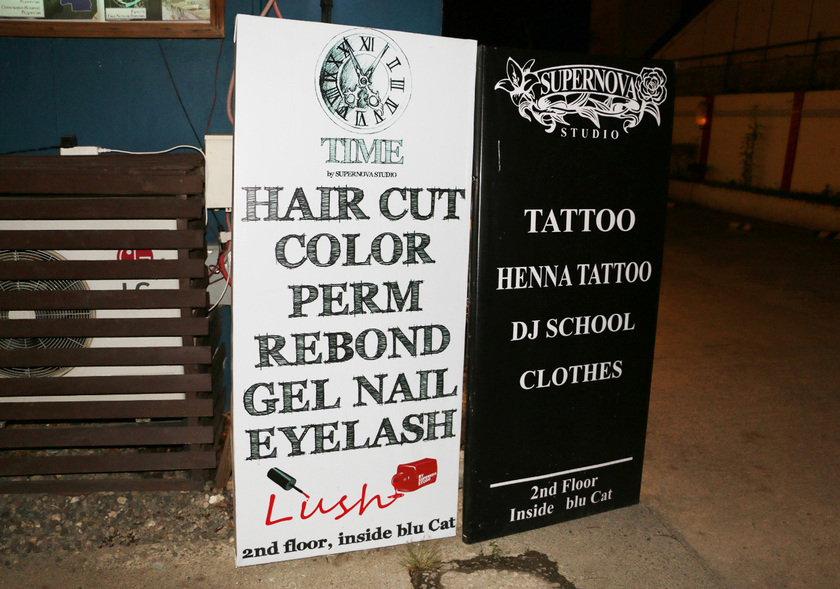 XII
TIME
by SUPERNOVA STUDIO
HAIR CUT
COLOR
PERM
REBOND
GEL NAIL
EYELASH
Lush
2nd floor, inside blu Cat
SUPERNOVA
STUDIO
TATTOO
HENNA TATTOO
DJ SCHOOL
CLOTHES
2nd Floor
Inside blu Cat